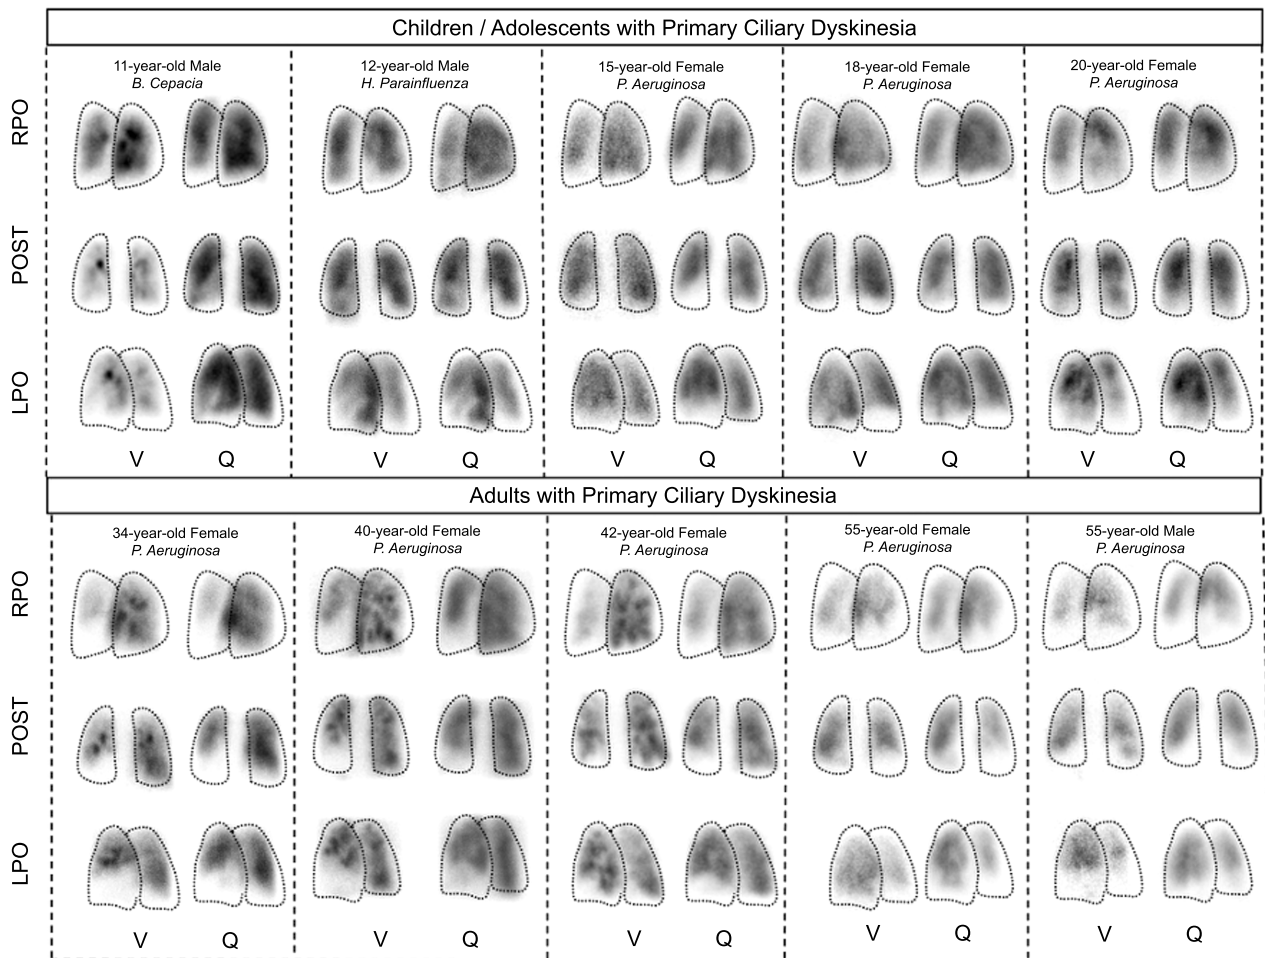 Children / Adolescents with Primary Ciliary Dyskinesia
11-year-old Male
B. Cepacia
12-year-old Male
H. Parainfluenza
15-year-old Female
P. Aeruginosa
18-year-old Female
P. Aeruginosa
20-year-old Female
P. Aeruginosa
RPO
POST
LPO
V Q V Q V Q V Q V Q
Adults with Primary Ciliary Dyskinesia
34-year-old Female
P. Aeruginosa
40-year-old Female
P. Aeruginosa
42-year-old Female
P. Aeruginosa
55-year-old Female
P. Aeruginosa
55-year-old Male
P. Aeruginosa
RPO
POST
LPO
V Q V Q V Q V Q V Q